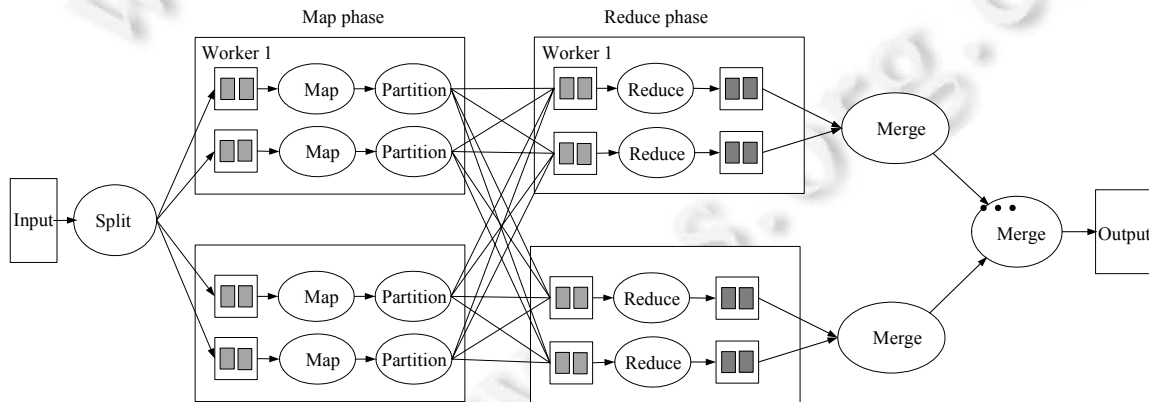 Map phase
Reduce phase
Worker 1
Worker 1
Map
Partition
Reduce
Map
Partition
Reduce
Merge
Input
Split
Merge
Output
Map
Partition
Reduce
Map
Partition
Reduce
Merge